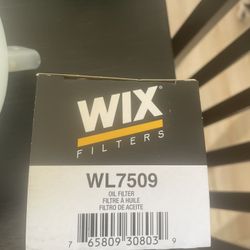 WIX
FILTERS
WL7509
OIL FILTER
FILTRE À HUILE
FILTRO DE ACEITE
7 65809 30803 9